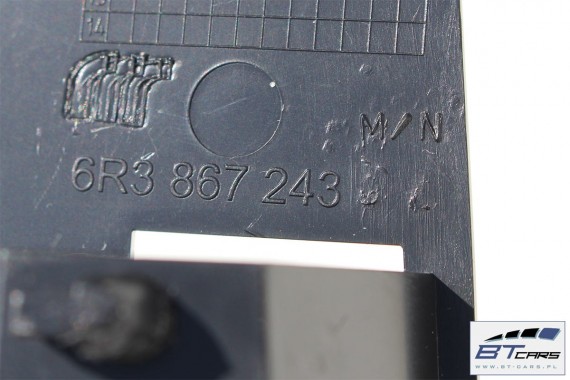 14
M/N
6R3 867 243
BTCARS
WWW.BT-CARS.PL